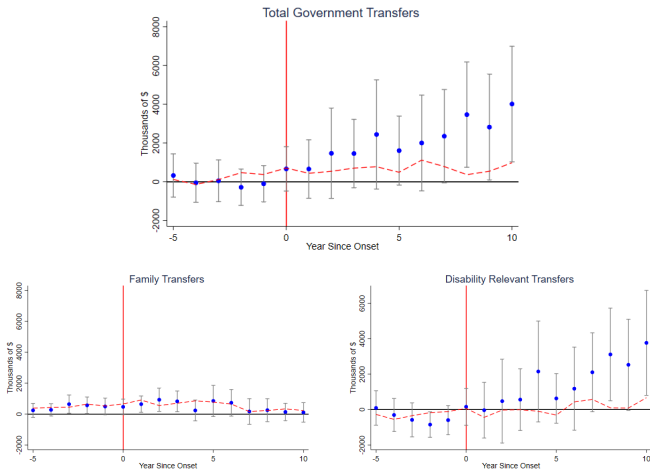 Total Government Transfers
Thousands of $
8000
6000
4000
2000
0
-2000
-5 0 5 10
Year Since Onset
Family Transfers
Thousands of $
8000
6000
4000
2000
0
-2000
-5 0 5 10
Year Since Onset
Disability Relevant Transfers
Thousands of $
6000
4000
2000
0
-2000
-5 0 5 10
Year Since Onset